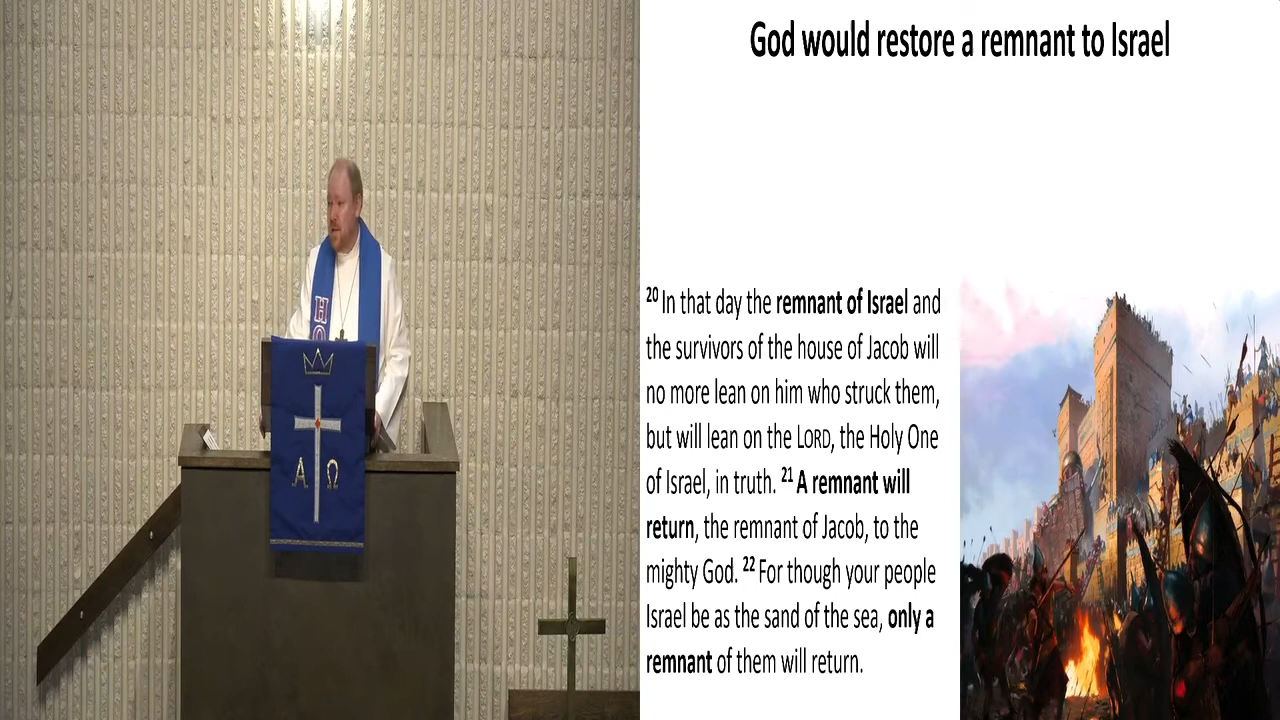 God would restore a remnant to Israel
H
O
Α Ω
20 In that day the remnant of Israel and
the survivors of the house of Jacob will
no more lean on him who struck them,
but will lean on the LORD, the Holy One
of Israel, in truth. 21 A remnant will
return, the remnant of Jacob, to the
mighty God. 22 For though your people
Israel be as the sand of the sea, only a
remnant of them will return.